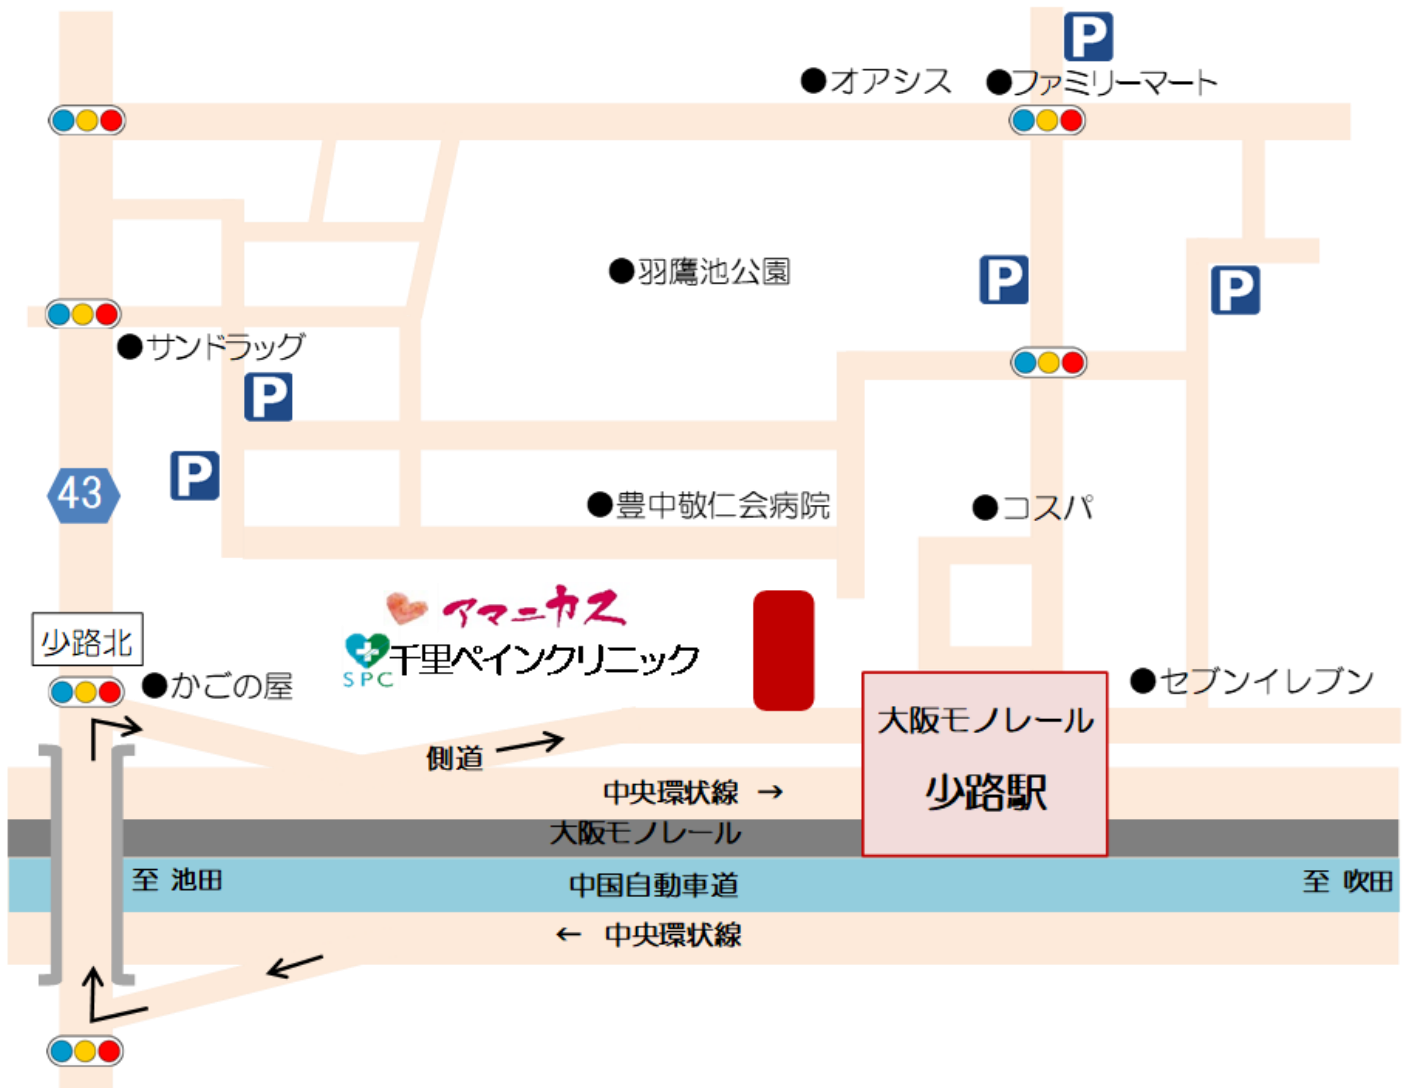 P
●オアシス
●ファミリーマート
●羽鷹池公園
P
P
●サンドラッグ
P
P
43
●豊中敬仁会病院
●コスパ
アマニカス
少路北
SPC
千里ペインクリニック
●かごの屋
●セブンイレブン
大阪モノレール
少路駅
側道
中央環状線 →
大阪モノレール
至 池田
中国自動車道
至 吹田
← 中央環状線